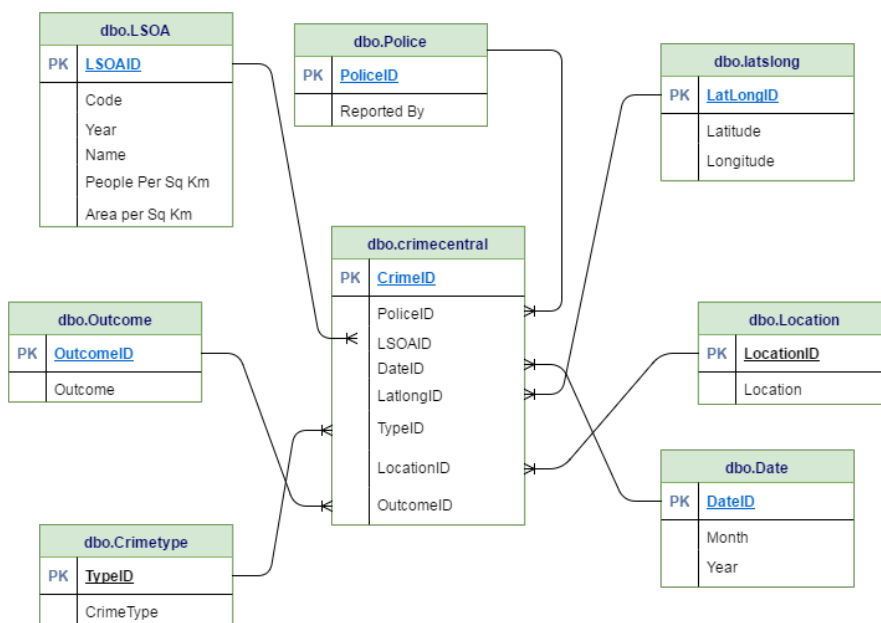 dbo.LSOA
PK LSOAID
Code
Year
Name
People Per Sq Km
Area per Sq Km
dbo.Police
PK PoliceID
Reported By
dbo.latslong
PK LatLongID
Latitude
Longitude
dbo.crimecentral
PK CrimeID
PoliceID
LSOAID
DateID
LatlongID
TypeID
LocationID
OutcomeID
dbo.Outcome
PK OutcomeID
Outcome
dbo.Location
PK LocationID
Location
dbo.Crimetype
PK TypeID
CrimeType
dbo.Date
PK DateID
Month
Year